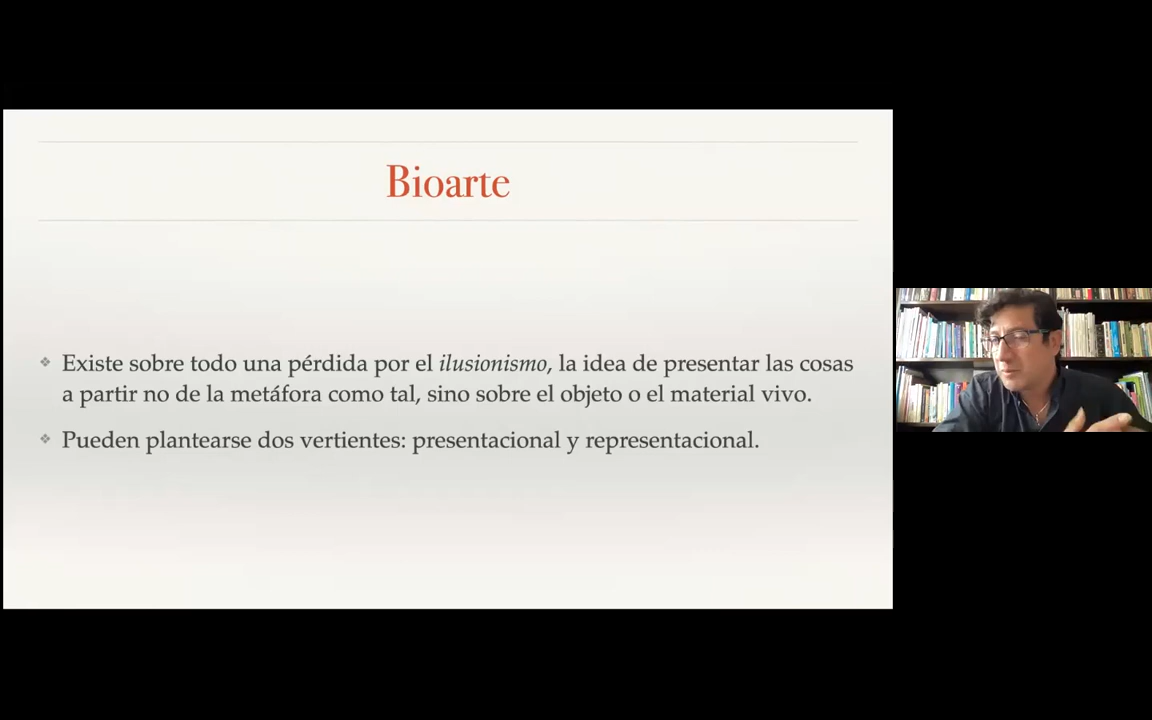 Bioarte
Existe sobre todo una pérdida por el ilusionismo, la idea de presentar las cosas
a partir no de la metáfora como tal, sino sobre el objeto o el material vivo.
Pueden plantearse dos vertientes: presentacional y representacional.